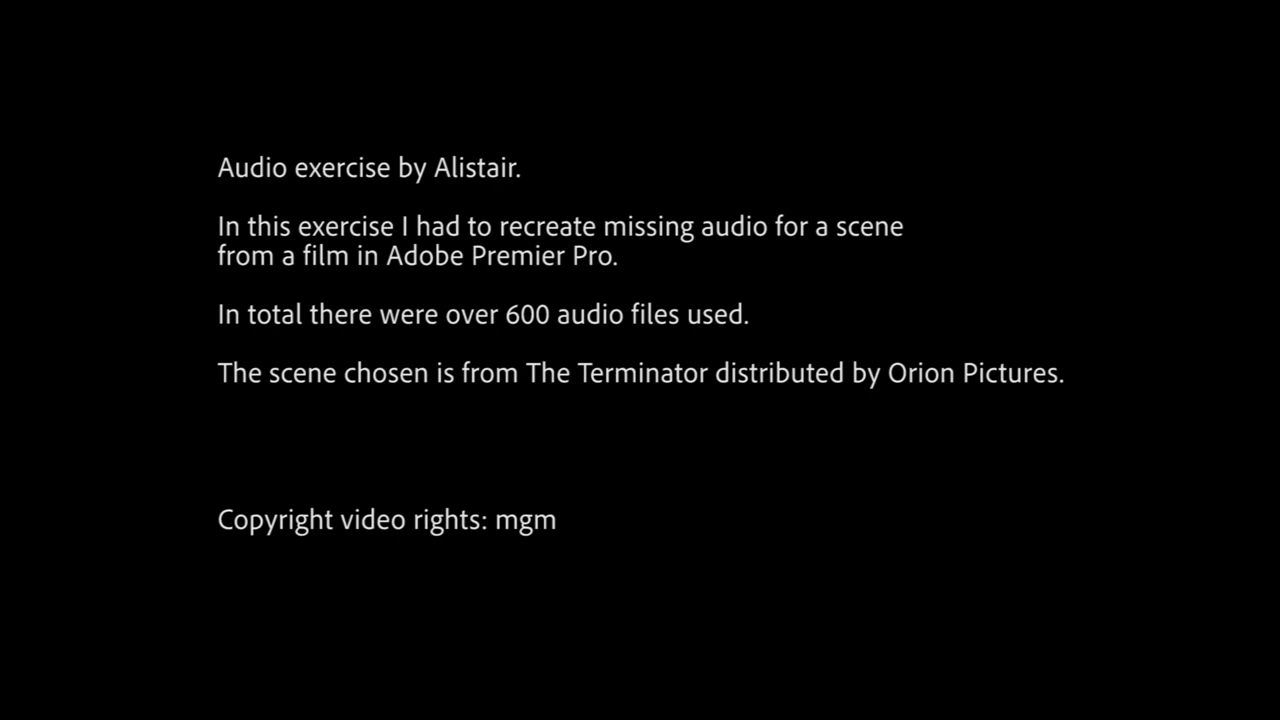 Audio exercise by Alistair.
In this exercise I had to recreate missing audio for a scene
from a film in Adobe Premier Pro.
In total there were over 600 audio files used.
The scene chosen is from The Terminator distributed by Orion Pictures.
Copyright video rights: mgm